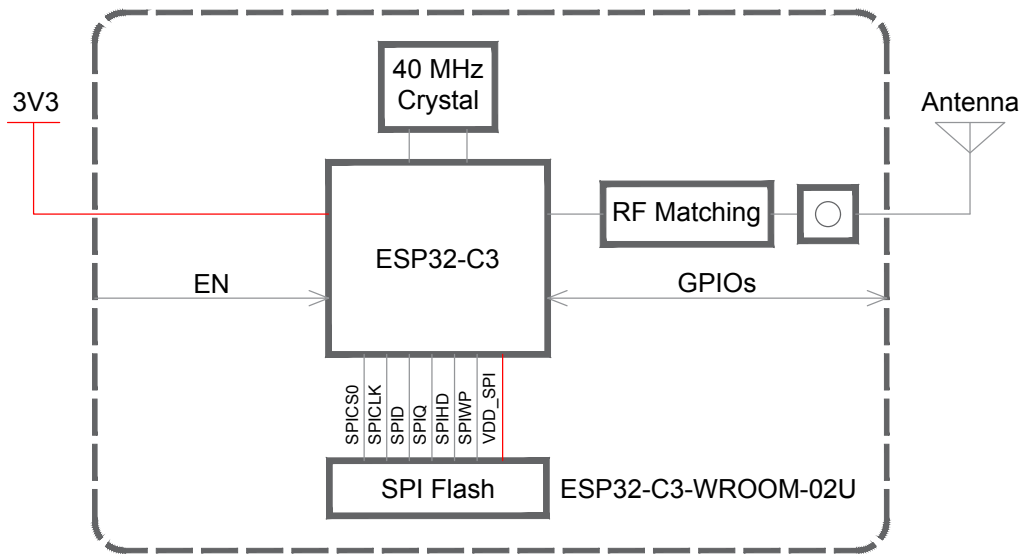 40 MHz
Crystal
3V3
Antenna
RF Matching
ESP32-C3
EN
GPIOs
SPICS0
SPICLK
SPID
SPIQ
SPIHD
SPIWP
VDD_SPI
SPI Flash
ESP32-C3-WROOM-02U